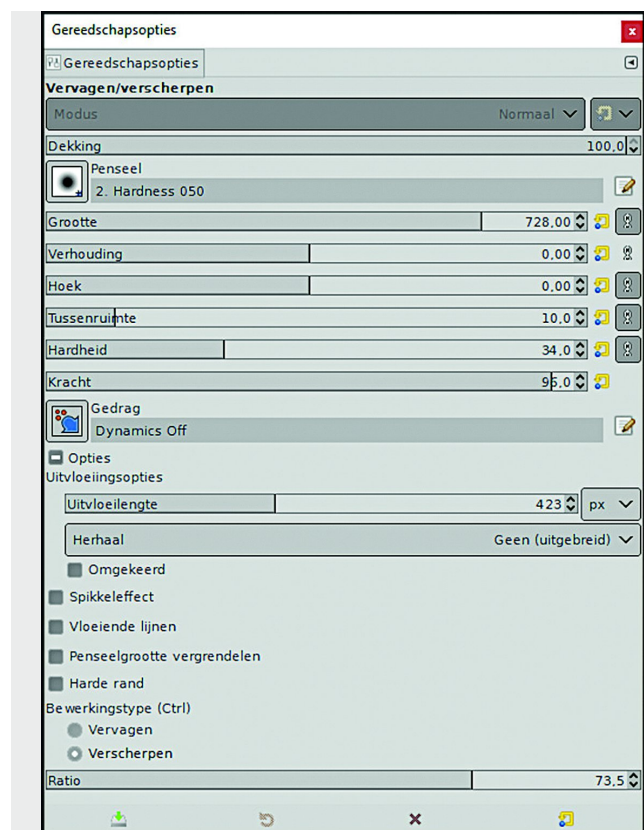 Gereedschapsopties
Gereedschapsopties
Vervagen/verscherpen
Modus Normaal
Dekking 100,0
Penseel
2. Hardness 050
Grootte 728,00
Verhouding 0,00
Hoek 0,00
Tussenruimte 10,0
Hardheid 34,0
Kracht 95,0
Gedrag
Dynamics Off
Opties
Uitvloeiingsopties
Uitvloeilengte 423 px
Herhaal Geen (uitgebreid)
Omgekeerd
Spikkeleffect
Vloeiende lijnen
Penseelgrootte vergrendelen
Harde rand
Bewerkingstype (Ctrl)
Vervagen
Verscherpen
Ratio 73,5